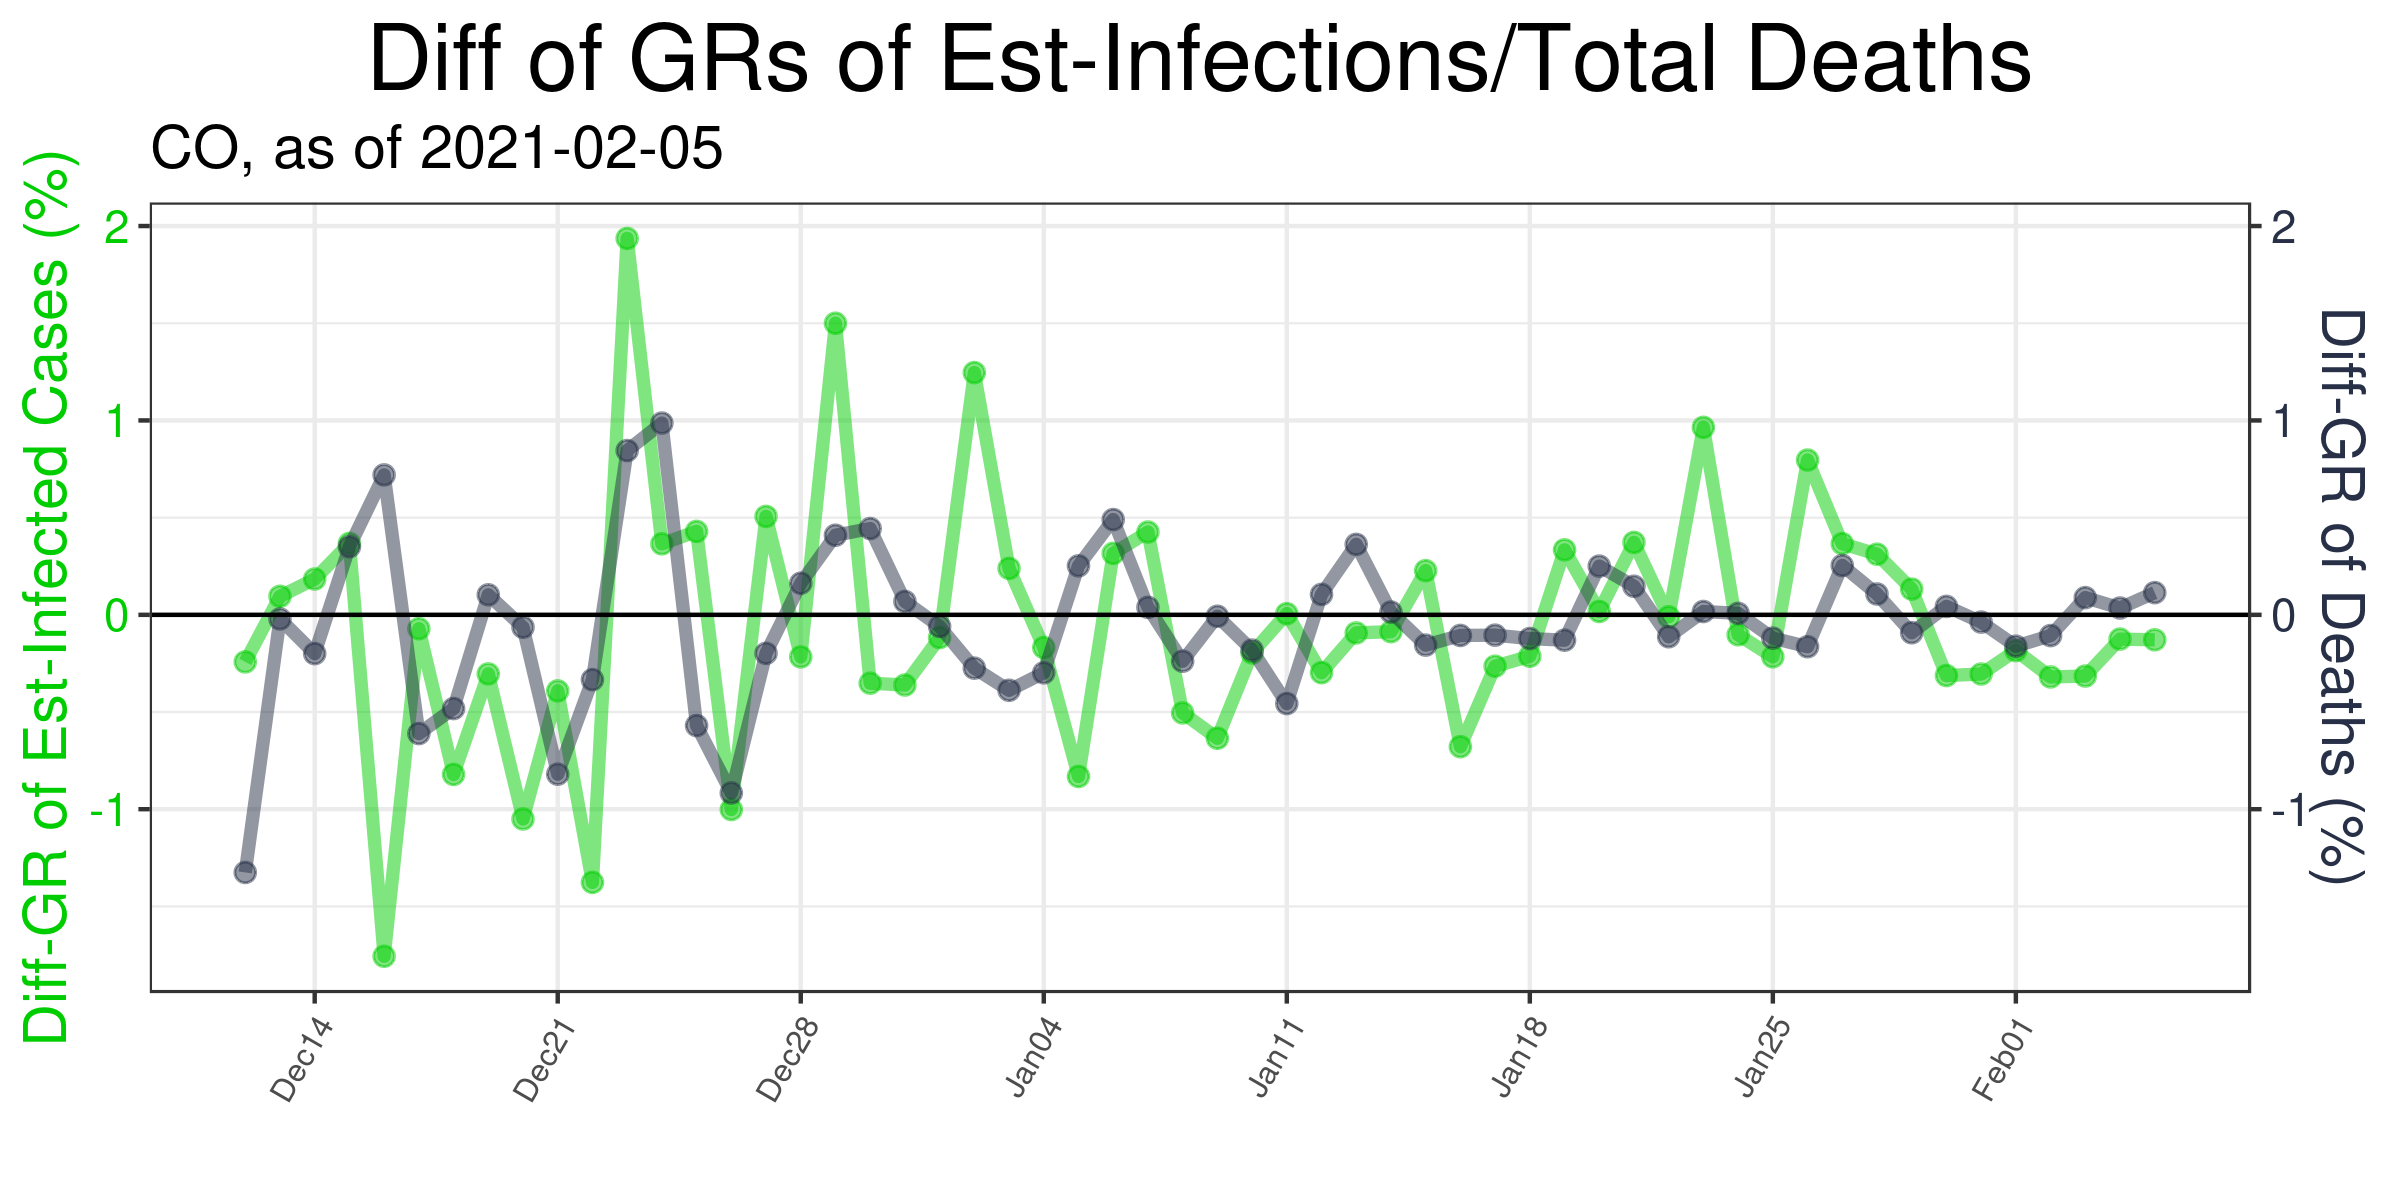 Diff of GRs of Est-Infections/Total Deaths
CO, as of 2021-02-05
Diff-GR of Est-Infected Cases (%)
2
1
0
-1
2
1
0
-1
Diff-GR of Deaths (%)
Dec14
Dec21
Dec28
Jan04
Jan11
Jan18
Jan25
Feb01